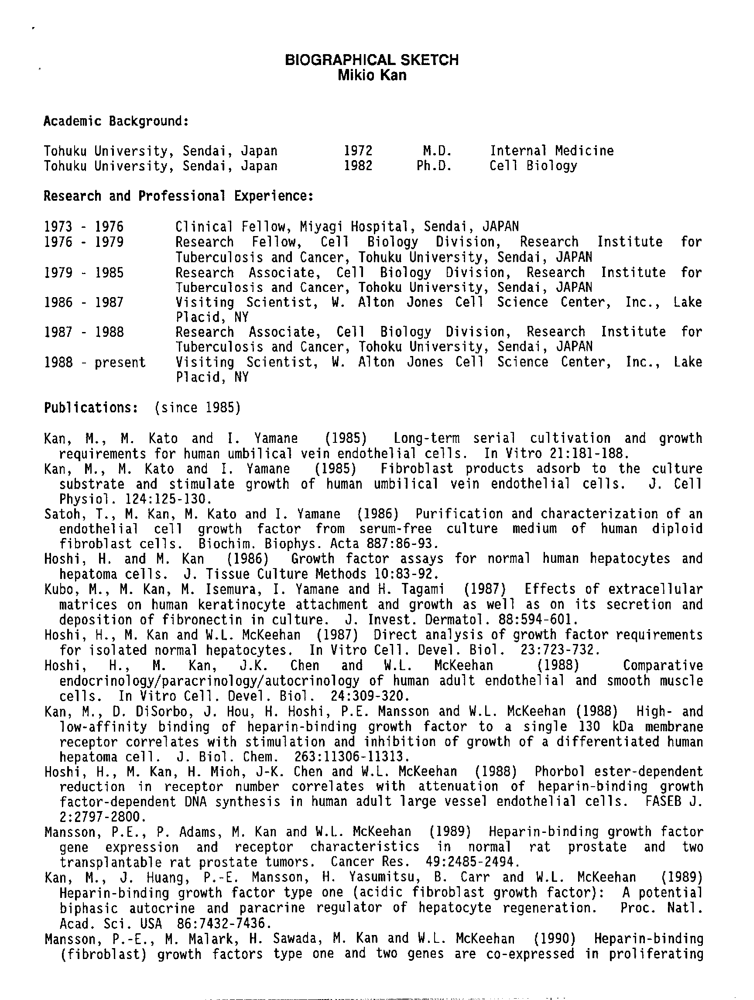 BIOGRAPHICAL SKETCH
Mikio Kan
Academic Background:
Tohuku University, Sendai, Japan 1972 M.D. Internal Medicine
Tohuku University, Sendai, Japan 1982 Ph.D. Cell Biology
Research and Professional Experience:
1973 - 1976 Clinical Fellow, Miyagi Hospital, Sendai, JAPAN
1976 - 1979 Research Fellow, Cell Biology Division, Research Institute for
Tuberculosis and Cancer, Tohuku University, Sendai, JAPAN
1979 - 1985 Research Associate, Cell Biology Division, Research Institute for
Tuberculosis and Cancer, Tohoku University, Sendai, JAPAN
1986 - 1987 Visiting Scientist, W. Alton Jones Cell Science Center, Inc., Lake
Placid, NY
1987 - 1988 Research Associate, Cell Biology Division, Research Institute for
Tuberculosis and Cancer, Tohoku University, Sendai, JAPAN
1988 - present Visiting Scientist, W. Alton Jones Cell Science Center, Inc., Lake
Placid, NY
Publications: (since 1985)
Kan, M., M. Kato and I. Yamane (1985) Long-term serial cultivation and growth
requirements for human umbilical vein endothelial cells. In Vitro 21:181-188.
Kan, M., M. Kato and I. Yamane (1985) Fibroblast products adsorb to the culture
substrate and stimulate growth of human umbilical vein endothelial cells. J. Cell
Physiol. 124:125-130.
Satoh, T., M. Kan, M. Kato and I. Yamane (1986) Purification and characterization of an
endothelial cell growth factor from serum-free culture medium of human diploid
fibroblast cells. Biochim. Biophys. Acta 887:86-93.
Hoshi, H. and M. Kan (1986) Growth factor assays for normal human hepatocytes and
hepatoma cells. J. Tissue Culture Methods 10:83-92.
Kubo, M., M. Kan, M. Isemura, I. Yamane and H. Tagami (1987) Effects of extracellular
matrices on human keratinocyte attachment and growth as well as on its secretion and
deposition of fibronectin in culture. J. Invest. Dermatol. 88:594-601.
Hoshi, H., M. Kan and W.L. McKeehan (1987) Direct analysis of growth factor requirements
for isolated normal hepatocytes. In Vitro Cell. Devel. Biol. 23:723-732.
Hoshi, H., M. Kan, J.K. Chen and W.L. McKeehan (1988) Comparative
endocrinology/paracrinology/autocrinology of human adult endothelial and smooth muscle
cells. In Vitro Cell. Devel. Biol. 24:309-320.
Kan, M., D. DiSorbo, J. Hou, H. Hoshi, P.E. Mansson and W.L. McKeehan (1988) High- and
low-affinity binding of heparin-binding growth factor to a single 130 kDa membrane
receptor correlates with stimulation and inhibition of growth of a differentiated human
hepatoma cell. J. Biol. Chem. 263:11306-11313.
Hoshi, H., M. Kan, H. Mioh, J-K. Chen and W.L. McKeehan (1988) Phorbol ester-dependent
reduction in receptor number correlates with attenuation of heparin-binding growth
factor-dependent DNA synthesis in human adult large vessel endothelial cells. FASEB J.
2:2797-2800.
Mansson, P.E., P. Adams, M. Kan and W.L. McKeehan (1989) Heparin-binding growth factor
gene expression and receptor characteristics in normal rat prostate and two
transplantable rat prostate tumors. Cancer Res. 49:2485-2494.
Kan, M., J. Huang, P.-E. Mansson, H. Yasumitsu, B. Carr and W.L. McKeehan (1989)
Heparin-binding growth factor type one (acidic fibroblast growth factor): A potential
biphasic autocrine and paracrine regulator of hepatocyte regeneration. Proc. Natl.
Acad. Sci. USA 86:7432-7436.
Mansson, P.-E., M. Malark, H. Sawada, M. Kan and W.L. McKeehan (1990) Heparin-binding
(fibroblast) growth factors type one and two genes are co-expressed in proliferating